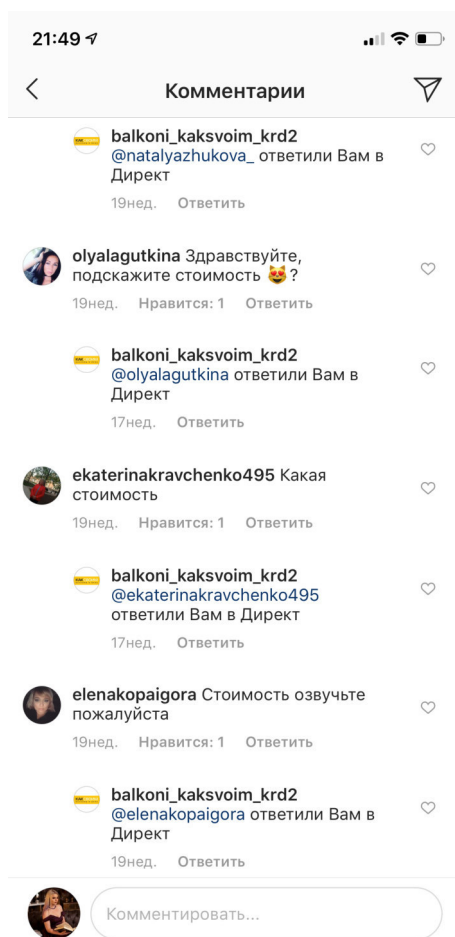 21:49
Комментарии
balkoni_kaksvoim_krd2
@natalyazhukova_ ответили Вам в
Директ
19нед. Ответить
olyalagutkina Здравствуйте,
подскажите стоимость 😻?
19нед. Нравится: 1 Ответить
balkoni_kaksvoim_krd2
@olyalagutkina ответили Вам в
Директ
17нед. Ответить
ekaterinakravchenko495 Какая
стоимость
19нед. Нравится: 1 Ответить
balkoni_kaksvoim_krd2
@ekaterinakravchenko495
ответили Вам в Директ
17нед. Ответить
elenakopaigora Стоимость озвучьте
пожалуйста
19нед. Нравится: 1 Ответить
balkoni_kaksvoim_krd2
@elenakopaigora ответили Вам в
Директ
19нед. Ответить
Комментировать...